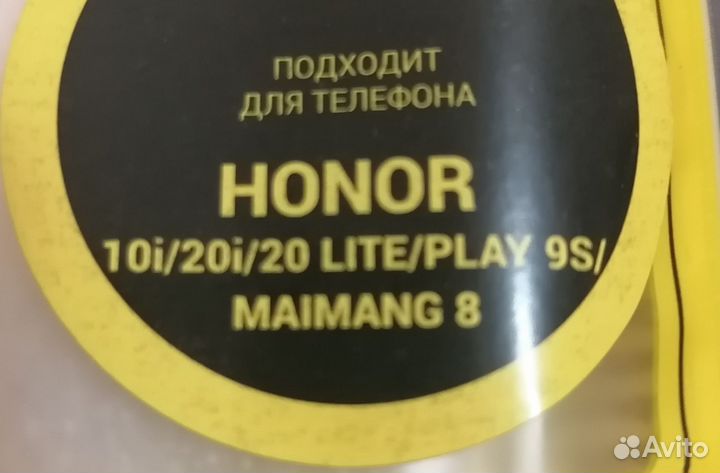 ПОДХОДИТ
ДЛЯ ТЕЛЕФОНА
HONOR
10i/20i/20 LITE/PLAY 9S/
MAIMANG 8
Avito